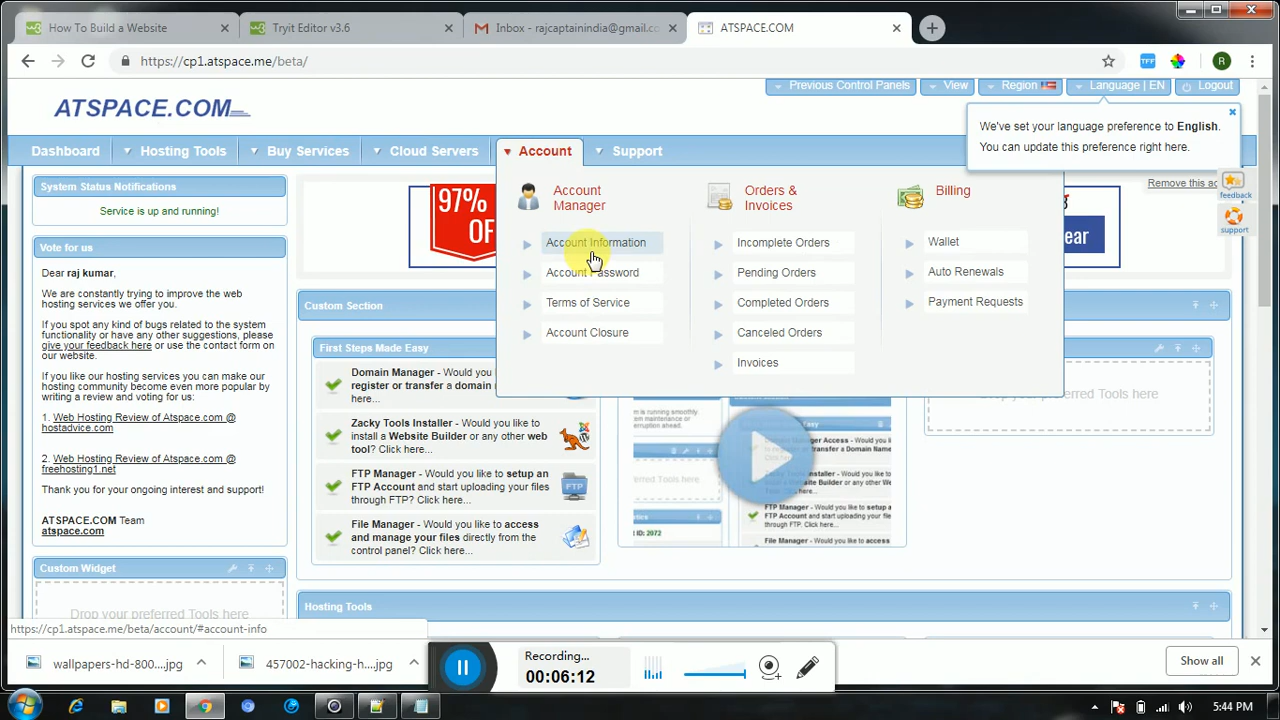 How To Build a Website
Tryit Editor v3.6
Inbox - rajcaptainindia@gmail.co
ATSPACE.COM
https://cp1.atspace.me/beta/
R
ATSPACE.COM
Previous Control Panels
View
Region
Language | EN
Logout
We've set your language preference to English.
You can update this preference right here.
Dashboard
Hosting Tools
Buy Services
Cloud Servers
Account
Support
System Status Notifications
Service is up and running!
Vote for us
Dear raj kumar,
We are constantly trying to improve the web
hosting services we offer you.
If you spot any kind of bugs related to the system
functionality or have any other suggestions, please
give your feedback here or use the contact form on
our website.
If you like our hosting services you can make our
hosting community become even more popular by
writing a review and voting for us:
1. Web Hosting Review of Atspace.com @
hostadvice.com
2. Web Hosting Review of Atspace.com @
freehosting1.net
Thank you for your ongoing interest and support!
ATSPACE.COM Team
atspace.com
Custom Widget
Drop your preferred Tools here
97%
OF
Account
Manager
Account Information
Account Password
Terms of Service
Account Closure
Orders &
Invoices
Incomplete Orders
Pending Orders
Completed Orders
Canceled Orders
Invoices
Billing
Wallet
Auto Renewals
Payment Requests
Remove this ad
ear
feedback
support
Custom Section
First Steps Made Easy
Domain Manager - Would you
register or transfer a domain
here...
Zacky Tools Installer - Would you like to
install a Website Builder or any other web
tool? Click here...
FTP Manager - Would you like to setup an
FTP Account and start uploading your files
through FTP? Click here...
File Manager - Would you like to access
and manage your files directly from the
control panel? Click here...
ID: 2072
your preferred Tools here
Hosting Tools
https://cp1.atspace.me/beta/account/#account-info
wallpapers-hd-800....jpg
457002-hacking-h....jpg
Recording...
00:06:12
Show all
5:44 PM